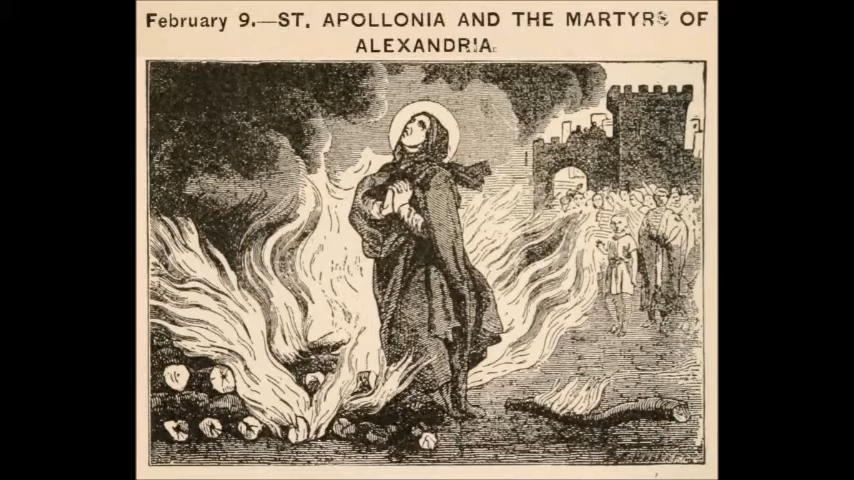 February 9.—ST. APOLLONIA AND THE MARTYRS OF
ALEXANDRIA.